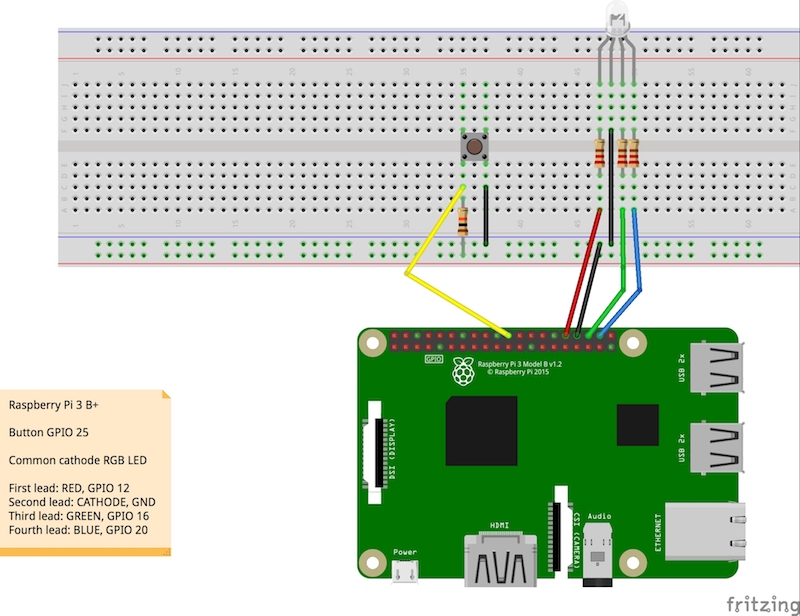 Raspberry Pi 3 Model B v1.2
© Raspberry Pi 2015
GPIO
DSI (DISPLAY)
USB 2x
USB 2x
ETHERNET
CSI (CAMERA)
Audio
HDMI
Power
Raspberry Pi 3 B+
Button GPIO 25
Common cathode RGB LED
First lead: RED, GPIO 12
Second lead: CATHODE, GND
Third lead: GREEN, GPIO 16
Fourth lead: BLUE, GPIO 20
fritzing